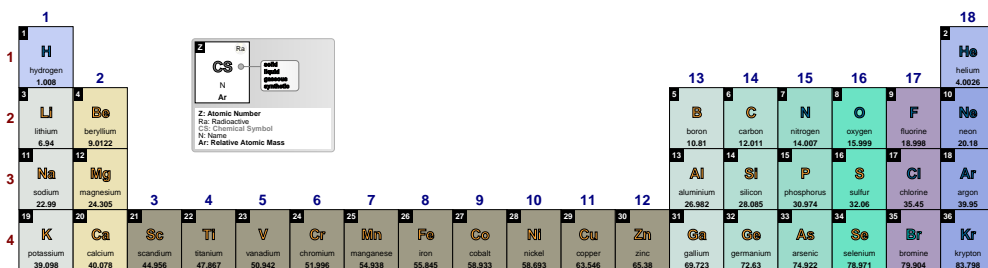 1 18
1 H hydrogen 1.008
2 He helium 4.0026
1
Z Ra
CS
N
Ar
solid
liquid
gaseous
synthetic
Z: Atomic Number
Ra: Radioactive
CS: Chemical Symbol
N: Name
Ar: Relative Atomic Mass
2 13 14 15 16 17
2
3 Li lithium 6.94
4 Be beryllium 9.0122
5 B boron 10.81
6 C carbon 12.011
7 N nitrogen 14.007
8 O oxygen 15.999
9 F fluorine 18.998
10 Ne neon 20.18
3
11 Na sodium 22.99
12 Mg magnesium 24.305
13 Al aluminium 26.982
14 Si silicon 28.085
15 P phosphorus 30.974
16 S sulfur 32.06
17 Cl chlorine 35.45
18 Ar argon 39.95
3 4 5 6 7 8 9 10 11 12
4
19 K potassium 39.098
20 Ca calcium 40.078
21 Sc scandium 44.956
22 Ti titanium 47.867
23 V vanadium 50.942
24 Cr chromium 51.996
25 Mn manganese 54.938
26 Fe iron 55.845
27 Co cobalt 58.933
28 Ni nickel 58.693
29 Cu copper 63.546
30 Zn zinc 65.38
31 Ga gallium 69.723
32 Ge germanium 72.63
33 As arsenic 74.922
34 Se selenium 78.971
35 Br bromine 79.904
36 Kr krypton 83.798